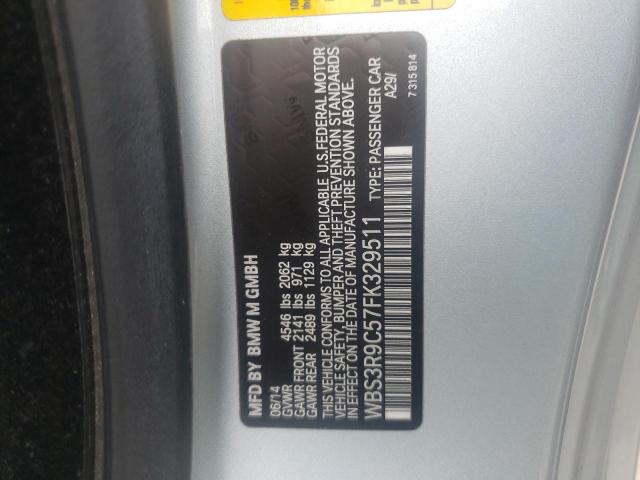 MFD BY BMW M GMBH
06/14
GVWR 4546 lbs 2062 kg
GAWR FRONT 2141 lbs 971 kg
GAWR REAR 2489 lbs 1129 kg
THIS VEHICLE CONFORMS TO ALL APPLICABLE U.S.FEDERAL MOTOR
VEHICLE SAFETY, BUMPER AND THEFT PREVENTION STANDARDS
IN EFFECT ON THE DATE OF MANUFACTURE SHOWN ABOVE.
WBS3R9C57FK329511 TYPE: PASSENGER CAR
A29/
7 315 814